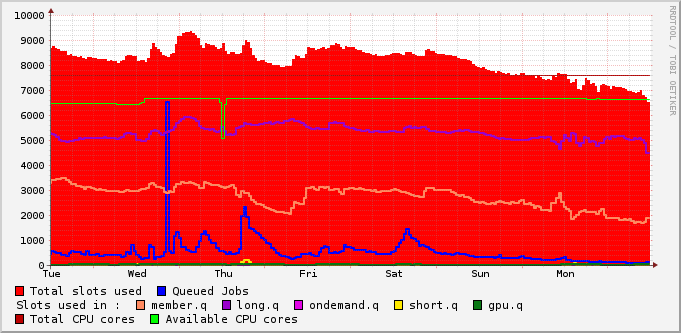 10000
9000
8000
7000
6000
5000
4000
3000
2000
1000
0
Tue Wed Thu Fri Sat Sun Mon
RRDTOOL / TOBI OETIKER
Total slots used Queued Jobs
Slots used in : member.q long.q ondemand.q short.q gpu.q
Total CPU cores Available CPU cores